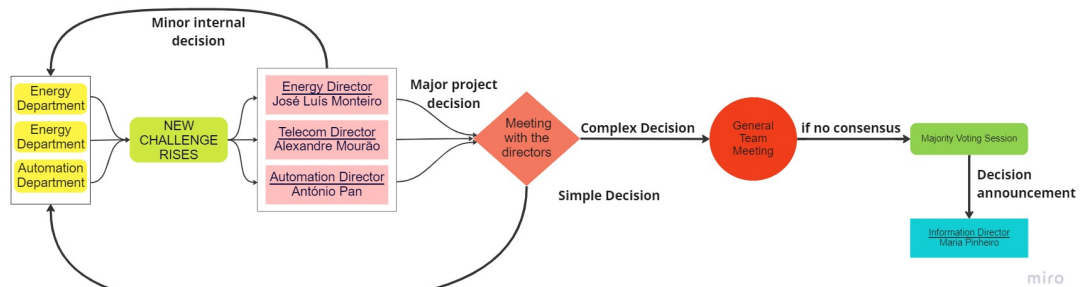 Minor internal
decision
Energy
Department
Energy
Department
Automation
Department
NEW
CHALLENGE
RISES
Energy Director
José Luís Monteiro
Telecom Director
Alexandre Mourão
Automation Director
António Pan
Major project
decision
Meeting
with the
directors
Complex Decision
Simple Decision
General
Team
Meeting
if no consensus
Majority Voting Session
Decision
announcement
Information Director
Maria Pinheiro
miro